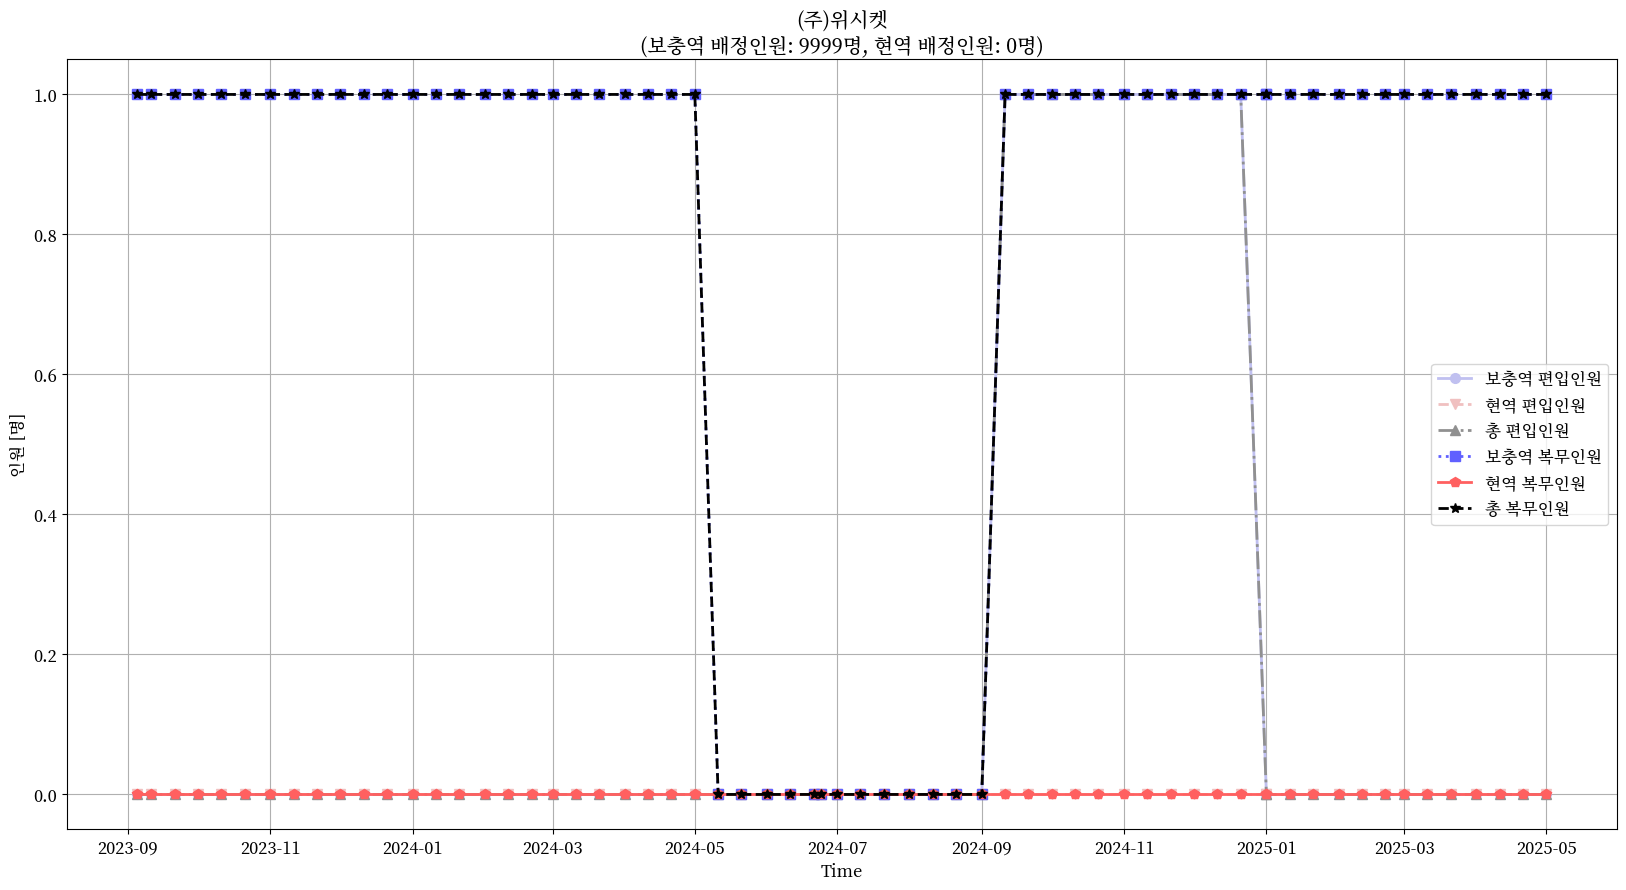 (주)위시켓
(보충역 배정인원: 9999명, 현역 배정인원: 0명)
인원 [명]
1.0
0.8
0.6
0.4
0.2
0.0
보충역 편입인원
현역 편입인원
총 편입인원
보충역 복무인원
현역 복무인원
총 복무인원
2023-09
2023-11
2024-01
2024-03
2024-05
2024-07
2024-09
2024-11
2025-01
2025-03
2025-05
Time